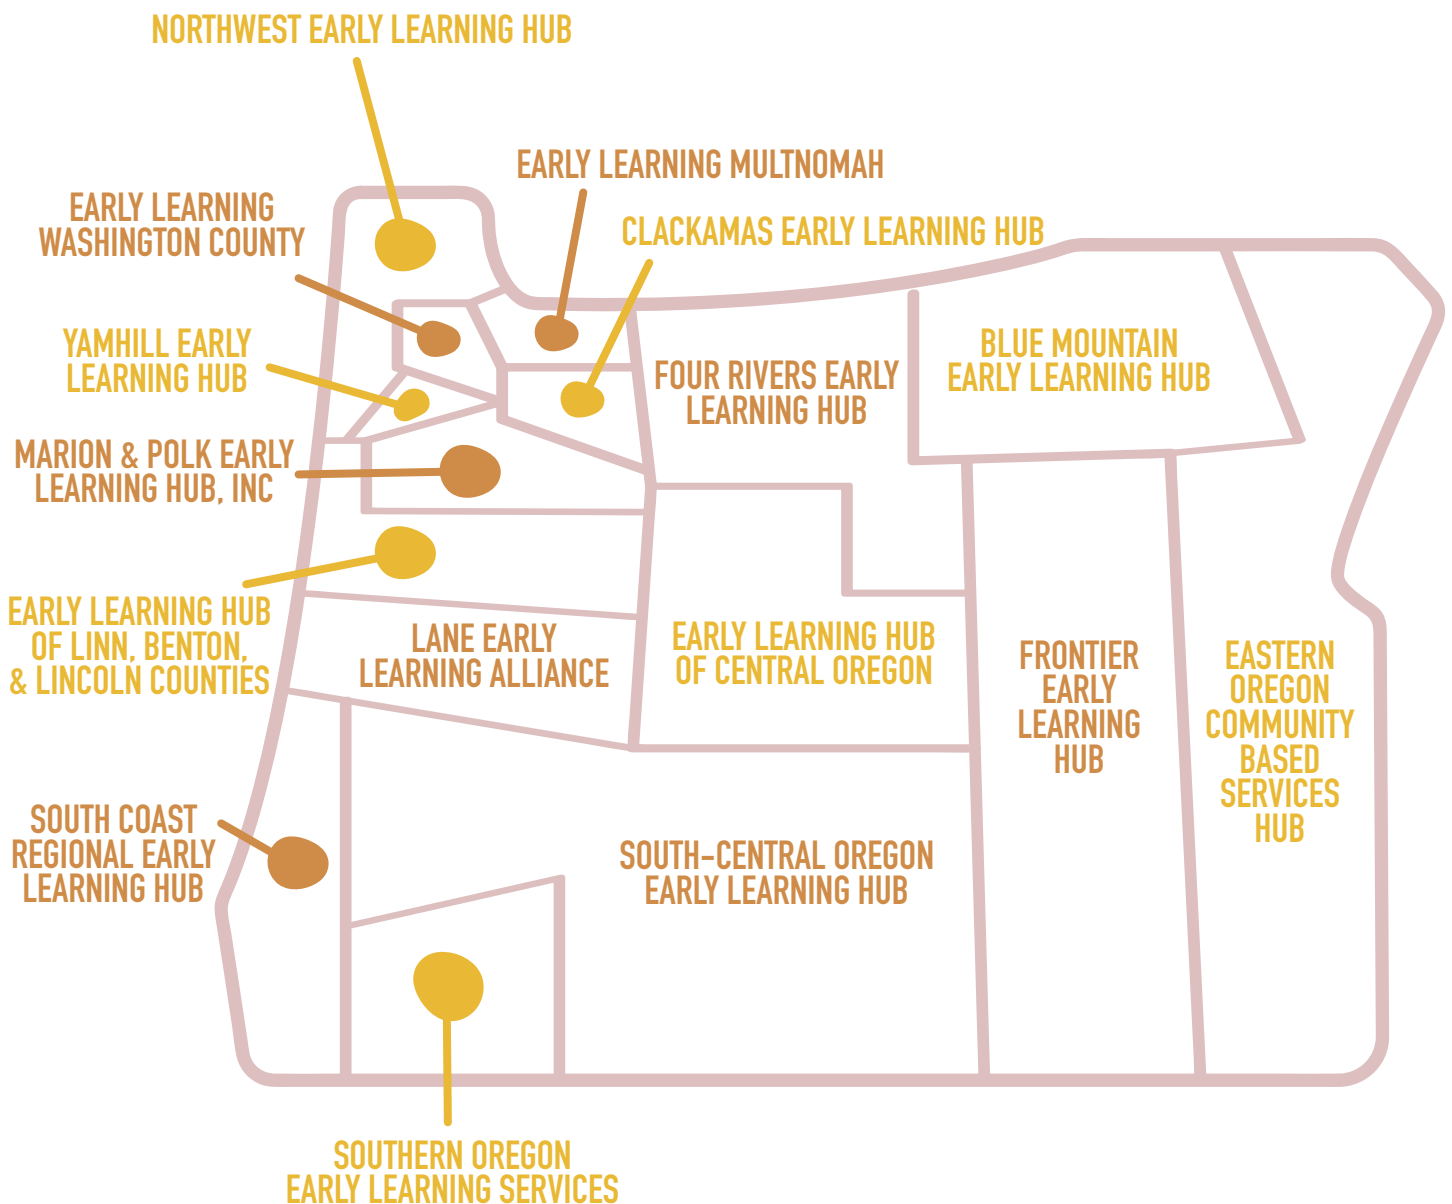 NORTHWEST EARLY LEARNING HUB
EARLY LEARNING MULTNOMAH
EARLY LEARNING
WASHINGTON COUNTY
CLACKAMAS EARLY LEARNING HUB
YAMHILL EARLY
LEARNING HUB
FOUR RIVERS EARLY
LEARNING HUB
BLUE MOUNTAIN
EARLY LEARNING HUB
MARION & POLK EARLY
LEARNING HUB, INC
EARLY LEARNING HUB
OF LINN, BENTON,
& LINCOLN COUNTIES
LANE EARLY
LEARNING ALLIANCE
EARLY LEARNING HUB
OF CENTRAL OREGON
FRONTIER
EARLY
LEARNING
HUB
EASTERN
OREGON
COMMUNITY
BASED
SERVICES
HUB
SOUTH COAST
REGIONAL EARLY
LEARNING HUB
SOUTH-CENTRAL OREGON
EARLY LEARNING HUB
SOUTHERN OREGON
EARLY LEARNING SERVICES